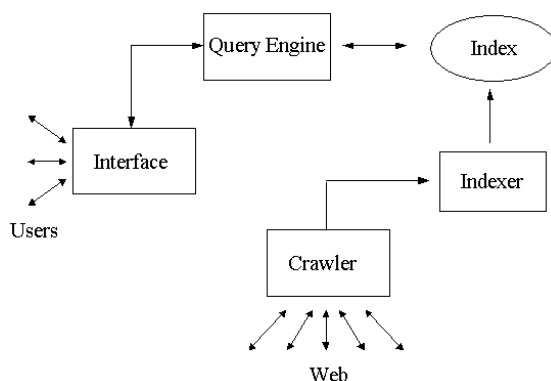 Query Engine
Index
Interface
Indexer
Users
Crawler
Web